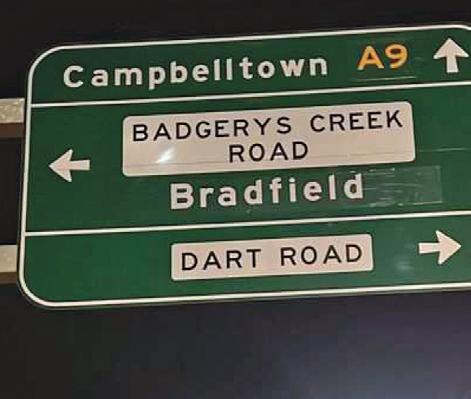 Campbelltown A9
BADGERYS CREEK
ROAD
Bradfield
DART ROAD